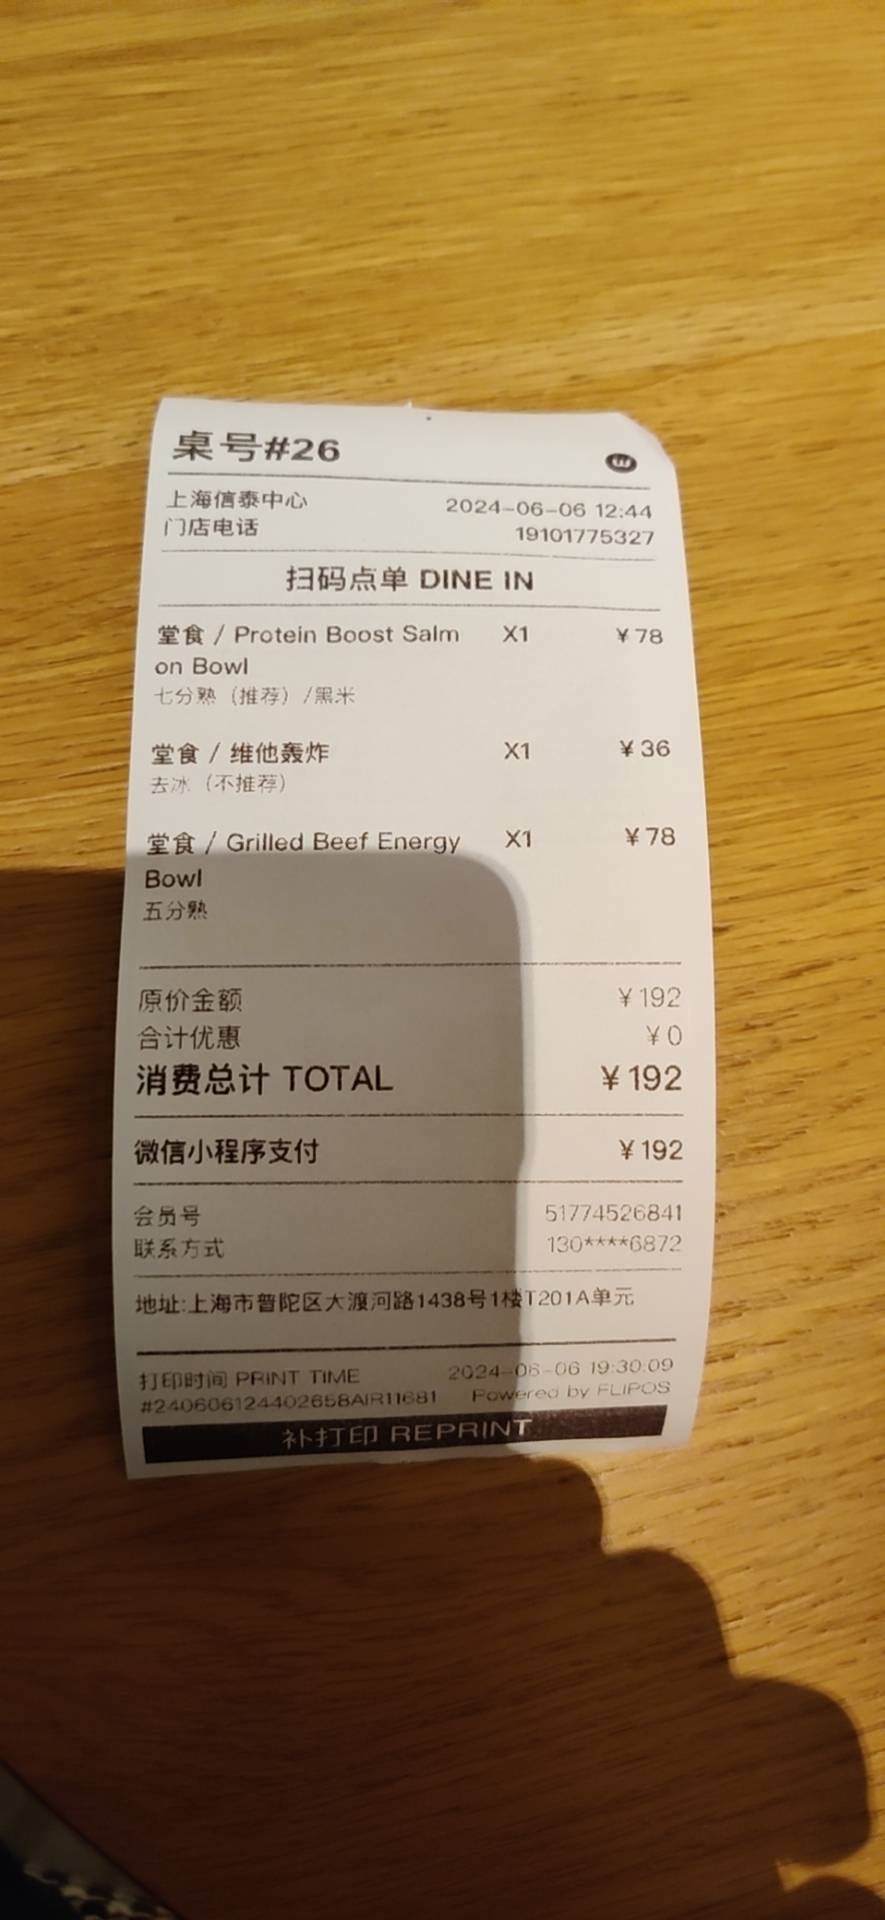 桌号#26
上海信泰中心 2024-06-06 12:44
门店电话 19101775327
扫码点单 DINE IN
堂食 / Protein Boost Salm X1 ¥78
on Bowl
七分熟（推荐）/黑米
堂食 / 维他轰炸 X1 ¥36
去冰（不推荐）
堂食 / Grilled Beef Energy X1 ¥78
Bowl
五分熟
原价金额 ¥192
合计优惠 ¥0
消费总计 TOTAL ¥192
微信小程序支付 ¥192
会员号 51774526841
联系方式 130****6872
地址:上海市普陀区大渡河路1438号1楼T201A单元
打印时间 PRINT TIME 2024-06-06 19:30:09
#240606124402658AIR11681 Powered by FLIPOS
补打印 REPRINT